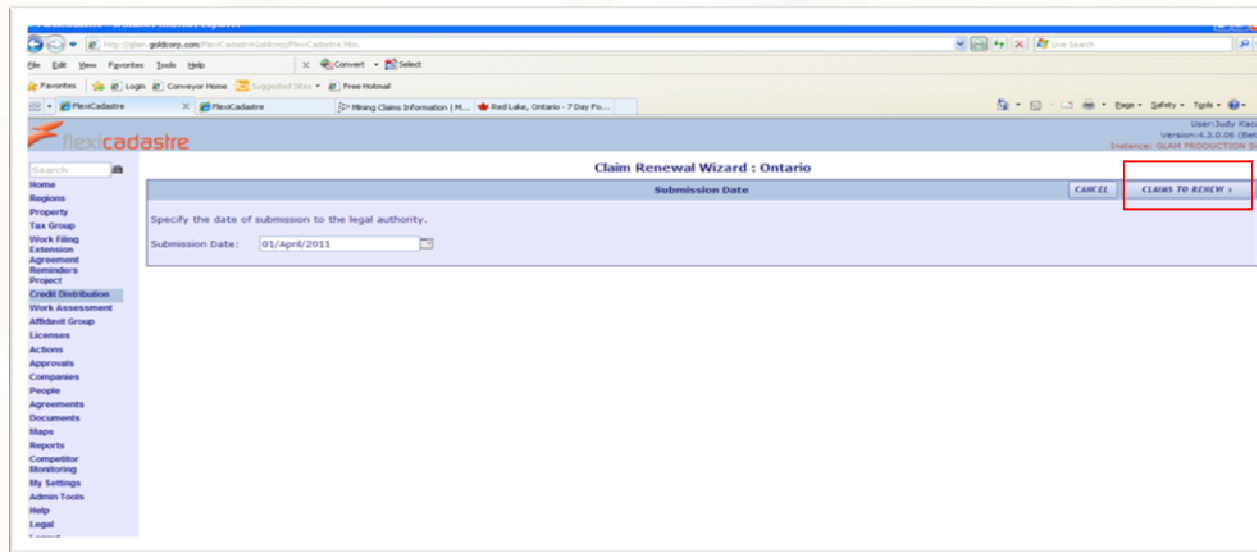 http://glam.goldcorp.com/FlexiCadastreGoldcorp/FlexiCadastre.htm
Live Search
File Edit View Favorites Tools Help
Convert Select
Favorites Login Conveyor Home Suggested Sites Free Hotmail
FlexiCadastre FlexiCadastre Mining Claims Information | M... Red Lake, Ontario - 7 Day Fo...
Page Safety Tools
flexicadastre
User:Judy
Version:4.3.0.06
Instance: GLAM PRODUCTION
Search
Claim Renewal Wizard : Ontario
Submission Date
CANCEL
CLAIMS TO RENEW >
Specify the date of submission to the legal authority.
Submission Date: 01/April/2011
Home
Regions
Property
Tax Group
Work Filing
Extension
Agreement
Reminders
Project
Credit Distribution
Work Assessment
Affidavit Group
Licenses
Actions
Approvals
Companies
People
Agreements
Documents
Maps
Reports
Competitor
Monitoring
My Settings
Admin Tools
Help
Legal